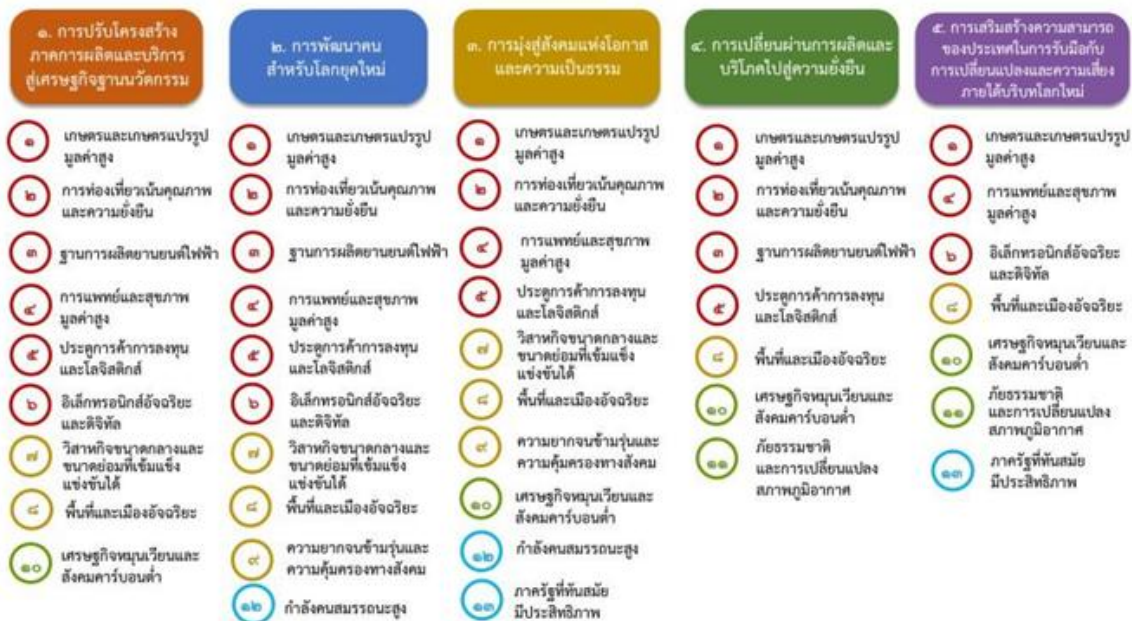 ๑. การปรับโครงสร้าง
ภาคการผลิตและบริการ
สู่เศรษฐกิจฐานนวัตกรรม
๑
เกษตรและเกษตรแปรรูป
มูลค่าสูง
๒
การท่องเที่ยวเน้นคุณภาพ
และความยั่งยืน
๓
ฐานการผลิตยานยนต์ไฟฟ้า
๔
การแพทย์และสุขภาพ
มูลค่าสูง
๕
ประตูการค้าการลงทุน
และโลจิสติกส์
๖
อิเล็กทรอนิกส์อัจฉริยะ
และดิจิทัล
๗
วิสาหกิจขนาดกลางและ
ขนาดย่อมที่เข้มแข็ง
แข่งขันได้
๘
พื้นที่และเมืองอัจฉริยะ
๑๐
เศรษฐกิจหมุนเวียนและ
สังคมคาร์บอนต่ำ
๒. การพัฒนาคน
สำหรับโลกยุคใหม่
๑
เกษตรและเกษตรแปรรูป
มูลค่าสูง
๒
การท่องเที่ยวเน้นคุณภาพ
และความยั่งยืน
๓
ฐานการผลิตยานยนต์ไฟฟ้า
๔
การแพทย์และสุขภาพ
มูลค่าสูง
๕
ประตูการค้าการลงทุน
และโลจิสติกส์
๖
อิเล็กทรอนิกส์อัจฉริยะ
และดิจิทัล
๗
วิสาหกิจขนาดกลางและ
ขนาดย่อมที่เข้มแข็ง
แข่งขันได้
๘
พื้นที่และเมืองอัจฉริยะ
๙
ความยากจนข้ามรุ่นและ
ความคุ้มครองทางสังคม
๑๒
กำลังคนสมรรถนะสูง
๓. การมุ่งสู่สังคมแห่งโอกาส
และความเป็นธรรม
๑
เกษตรและเกษตรแปรรูป
มูลค่าสูง
๒
การท่องเที่ยวเน้นคุณภาพ
และความยั่งยืน
๔
การแพทย์และสุขภาพ
มูลค่าสูง
๕
ประตูการค้าการลงทุน
และโลจิสติกส์
๗
วิสาหกิจขนาดกลางและ
ขนาดย่อมที่เข้มแข็ง
แข่งขันได้
๘
พื้นที่และเมืองอัจฉริยะ
๙
ความยากจนข้ามรุ่นและ
ความคุ้มครองทางสังคม
๑๐
เศรษฐกิจหมุนเวียนและ
สังคมคาร์บอนต่ำ
๑๒
กำลังคนสมรรถนะสูง
๑๓
ภาครัฐที่ทันสมัย
มีประสิทธิภาพ
๔. การเปลี่ยนผ่านการผลิตและ
บริโภคไปสู่ความยั่งยืน
๑
เกษตรและเกษตรแปรรูป
มูลค่าสูง
๒
การท่องเที่ยวเน้นคุณภาพ
และความยั่งยืน
๓
ฐานการผลิตยานยนต์ไฟฟ้า
๕
ประตูการค้าการลงทุน
และโลจิสติกส์
๘
พื้นที่และเมืองอัจฉริยะ
๑๐
เศรษฐกิจหมุนเวียนและ
สังคมคาร์บอนต่ำ
๑๑
ภัยธรรมชาติ
และการเปลี่ยนแปลง
สภาพภูมิอากาศ
๕. การเสริมสร้างความสามารถ
ของประเทศในการรับมือกับ
การเปลี่ยนแปลงและความเสี่ยง
ภายใต้บริบทโลกใหม่
๑
เกษตรและเกษตรแปรรูป
มูลค่าสูง
๔
การแพทย์และสุขภาพ
มูลค่าสูง
๖
อิเล็กทรอนิกส์อัจฉริยะ
และดิจิทัล
๘
พื้นที่และเมืองอัจฉริยะ
๑๐
เศรษฐกิจหมุนเวียนและ
สังคมคาร์บอนต่ำ
๑๑
ภัยธรรมชาติ
และการเปลี่ยนแปลง
สภาพภูมิอากาศ
๑๓
ภาครัฐที่ทันสมัย
มีประสิทธิภาพ